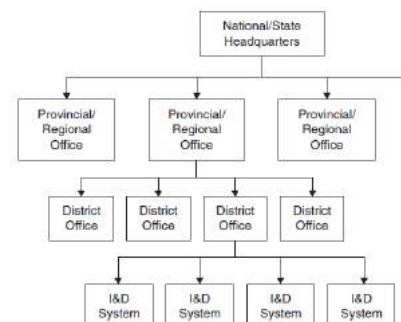 National/State
Headquarters
Provincial/
Regional
Office
Provincial/
Regional
Office
Provincial/
Regional
Office
District
Office
District
Office
District
Office
District
Office
I&D
System
I&D
System
I&D
System
I&D
System